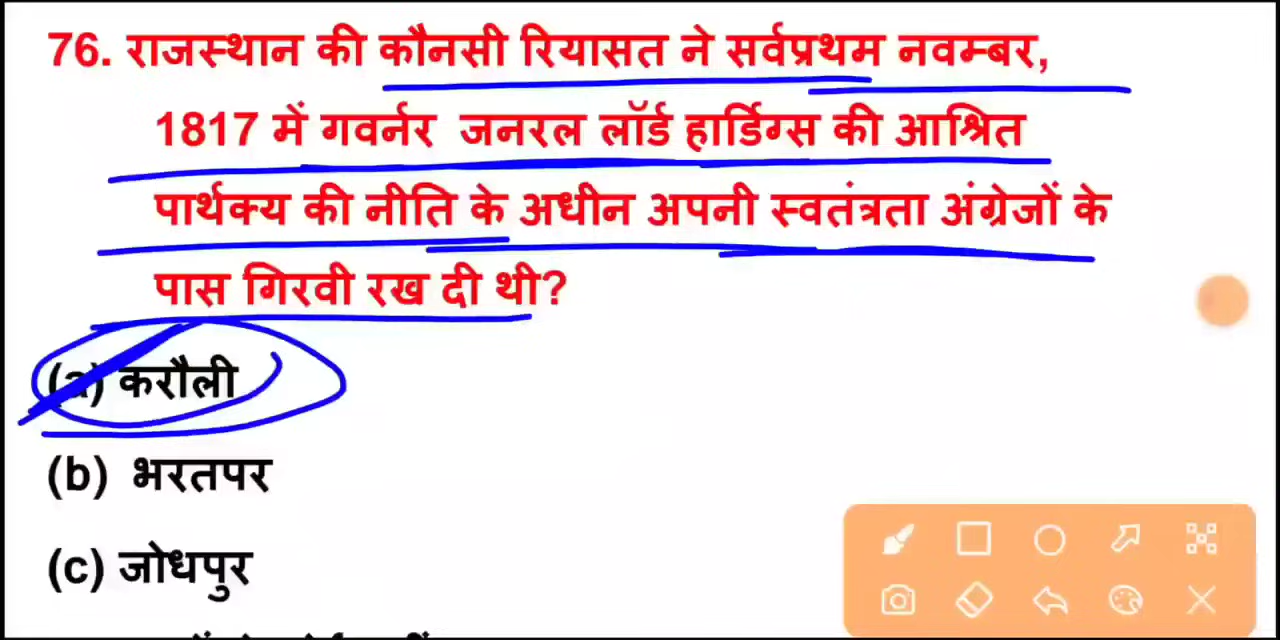 76. राजस्थान की कौनसी रियासत ने सर्वप्रथम नवम्बर,
1817 में गवर्नर जनरल लॉर्ड हार्डिग्स की आश्रित
पार्थक्य की नीति के अधीन अपनी स्वतंत्रता अंग्रेजों के
पास गिरवी रख दी थी?
(a) करौली
(b) भरतपर
(c) जोधपुर